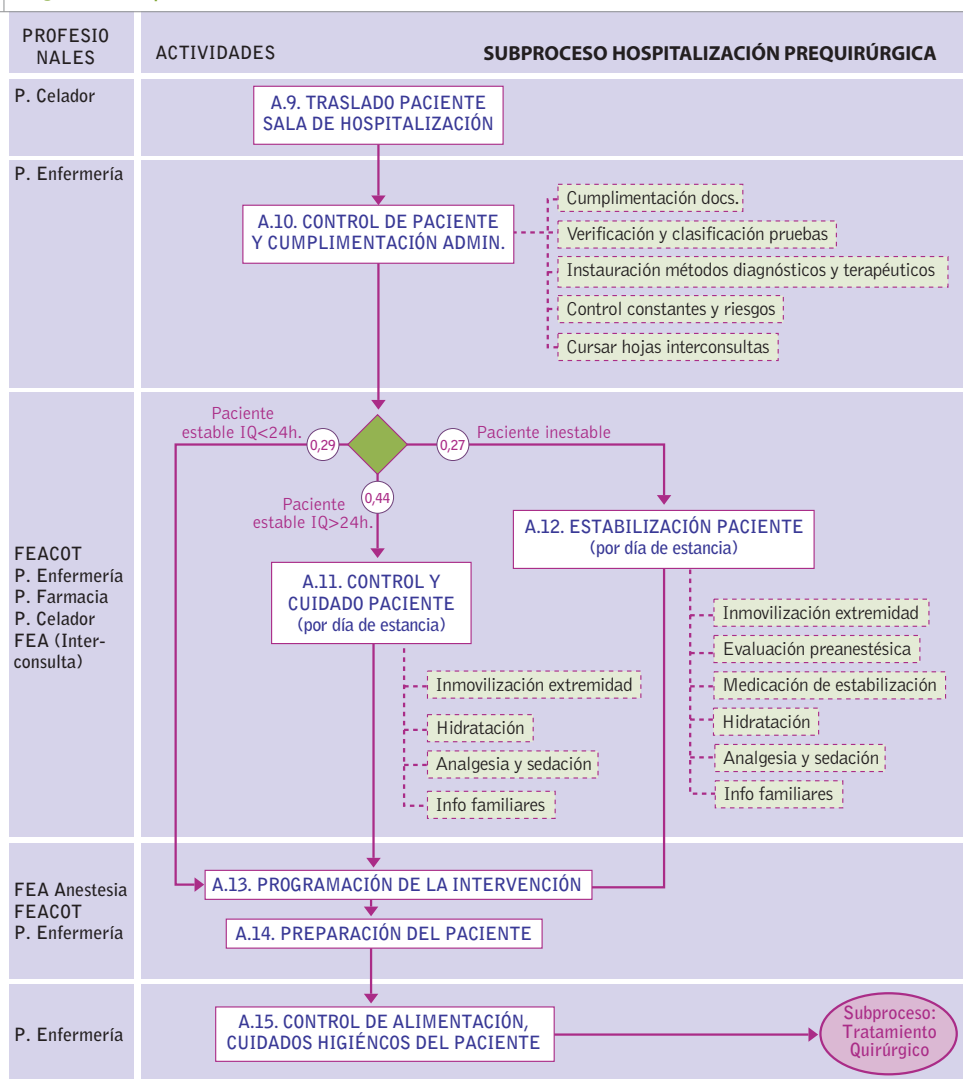 PROFESIO
NALES
ACTIVIDADES
SUBPROCESO HOSPITALIZACIÓN PREQUIRÚRGICA
P. Celador
A.9. TRASLADO PACIENTE
SALA DE HOSPITALIZACIÓN
P. Enfermería
A.10. CONTROL DE PACIENTE
Y CUMPLIMENTACIÓN ADMIN.
Cumplimentación docs.
Verificación y clasificación pruebas
Instauración métodos diagnósticos y terapéuticos
Control constantes y riesgos
Cursar hojas interconsultas
Paciente
estable IQ<24h.
0,29
0,27
Paciente inestable
0,44
Paciente
estable IQ>24h.
FEACOT
P. Enfermería
P. Farmacia
P. Celador
FEA (Inter-
consulta)
A.11. CONTROL Y
CUIDADO PACIENTE
(por día de estancia)
Inmovilización extremidad
Hidratación
Analgesia y sedación
Info familiares
A.12. ESTABILIZACIÓN PACIENTE
(por día de estancia)
Inmovilización extremidad
Evaluación preanestésica
Medicación de estabilización
Hidratación
Analgesia y sedación
Info familiares
FEA Anestesia
FEACOT
P. Enfermería
A.13. PROGRAMACIÓN DE LA INTERVENCIÓN
A.14. PREPARACIÓN DEL PACIENTE
P. Enfermería
A.15. CONTROL DE ALIMENTACIÓN,
CUIDADOS HIGIÉNCOS DEL PACIENTE
Subproceso:
Tratamiento
Quirúrgico